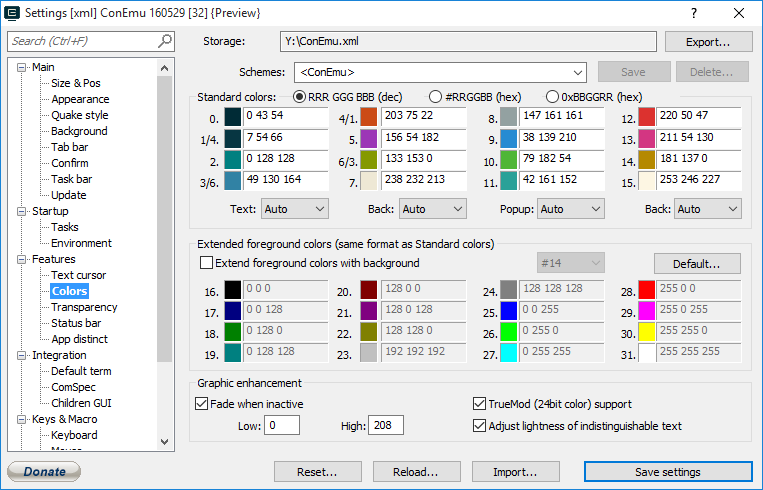 Settings [xml] ConEmu 160529 [32] {Preview}
Search (Ctrl+F)
Main
Size & Pos
Appearance
Quake style
Background
Tab bar
Confirm
Task bar
Update
Startup
Tasks
Environment
Features
Text cursor
Colors
Transparency
Status bar
App distinct
Integration
Default term
ComSpec
Children GUI
Keys & Macro
Keyboard
Donate
Storage: Y:\ConEmu.xml Export...
Schemes: <ConEmu> Save Delete...
Standard colors: RRR GGG BBB (dec) #RRGGBB (hex) 0xBBGGRR (hex)
0. 0 43 54 4/1. 203 75 22 8. 147 161 161 12. 220 50 47
1/4. 7 54 66 5. 156 54 182 9. 38 139 210 13. 211 54 130
2. 0 128 128 6/3. 133 153 0 10. 79 182 54 14. 181 137 0
3/6. 49 130 164 7. 238 232 213 11. 42 161 152 15. 253 246 227
Text: Auto Back: Auto Popup: Auto Back: Auto
Extended foreground colors (same format as Standard colors)
Extend foreground colors with background #14 Default...
16. 0 0 0 20. 128 0 0 24. 128 128 128 28. 255 0 0
17. 0 0 128 21. 128 0 128 25. 0 0 255 29. 255 0 255
18. 0 128 0 22. 128 128 0 26. 0 255 0 30. 255 255 0
19. 0 128 128 23. 192 192 192 27. 0 255 255 31. 255 255 255
Graphic enhancement
Fade when inactive TrueMod (24bit color) support
Low: 0 High: 208 Adjust lightness of indistinguishable text
Reset... Reload... Import... Save settings